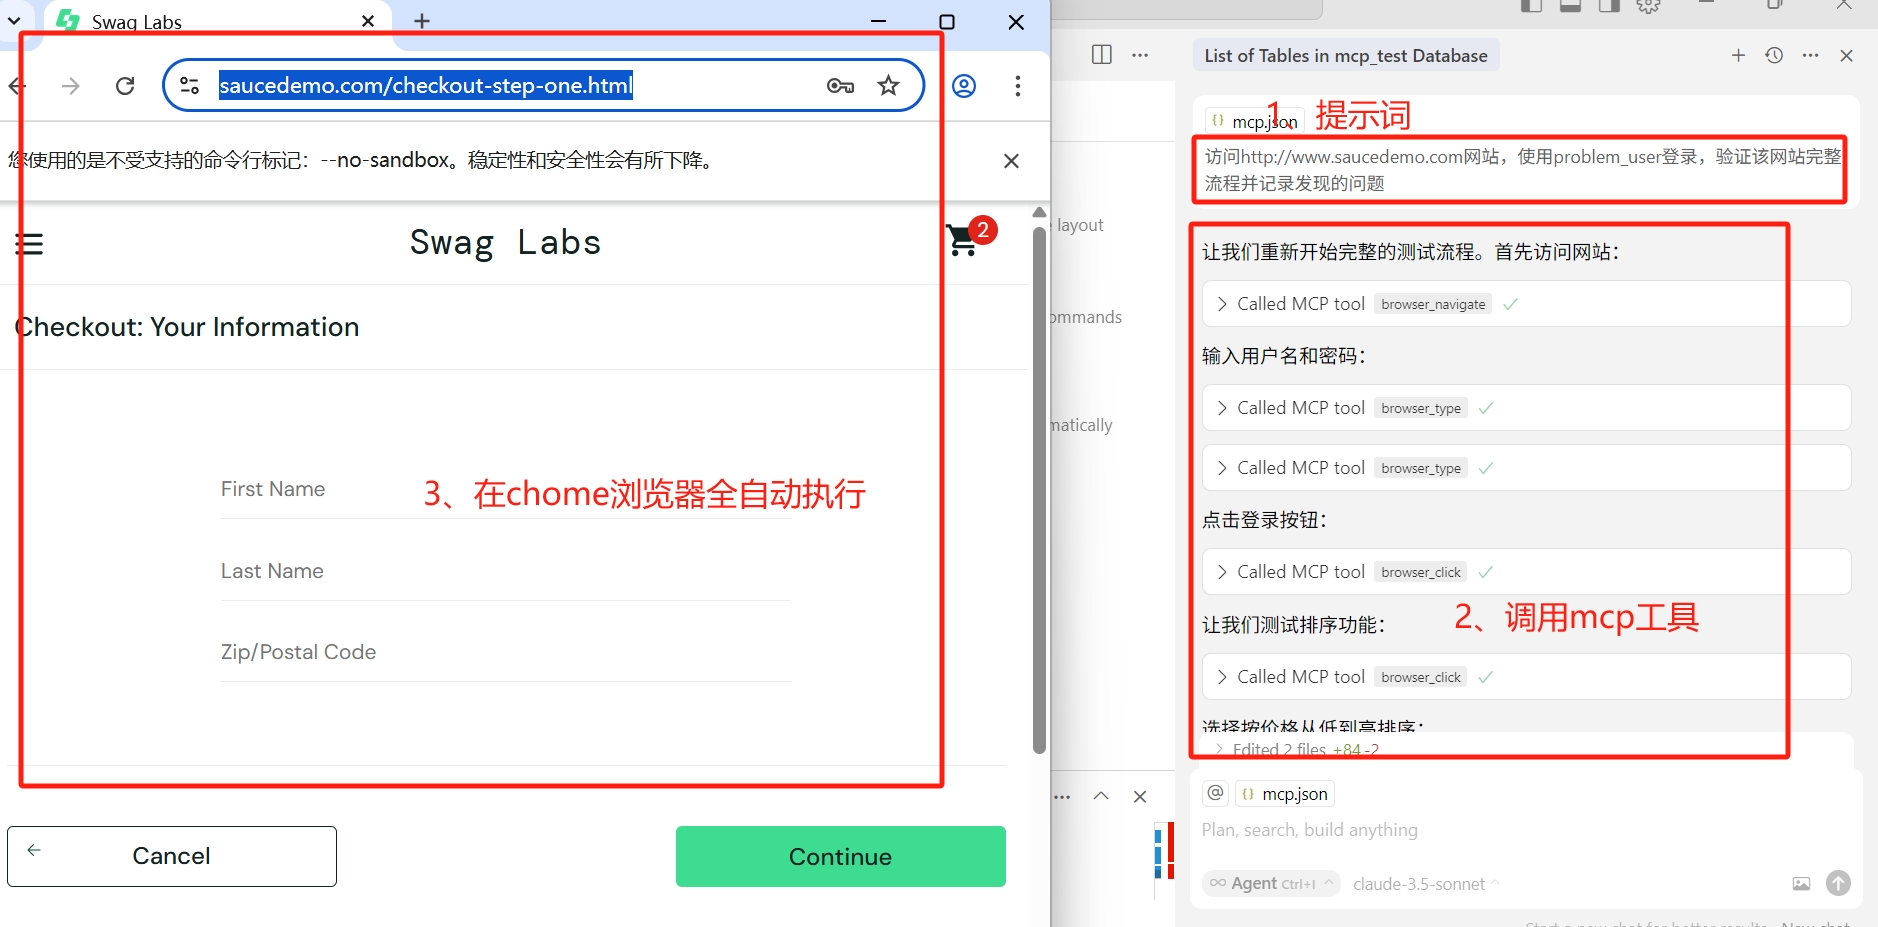 Swag Labs
saucedemo.com/checkout-step-one.html
您使用的是不受支持的命令行标记：--no-sandbox。稳定性和安全性会有所下降。
Swag Labs
2
Checkout: Your Information
First Name
3、在chome浏览器全自动执行
Last Name
Zip/Postal Code
Cancel
Continue
layout
ommands
matically
List of Tables in mcp_test Database
mcp.json
1、提示词
访问http://www.saucedemo.com网站，使用problem_user登录，验证该网站完整
流程并记录发现的问题
让我们重新开始完整的测试流程。首先访问网站：
Called MCP tool browser_navigate
输入用户名和密码：
Called MCP tool browser_type
Called MCP tool browser_type
点击登录按钮：
Called MCP tool browser_click
2、调用mcp工具
让我们测试排序功能：
Called MCP tool browser_click
选择按价格从低到高排序：
Edited 2 files +84 -2
@ mcp.json
Plan, search, build anything
Agent Ctrl+I
claude-3.5-sonnet
Start a new chat for better results New chat